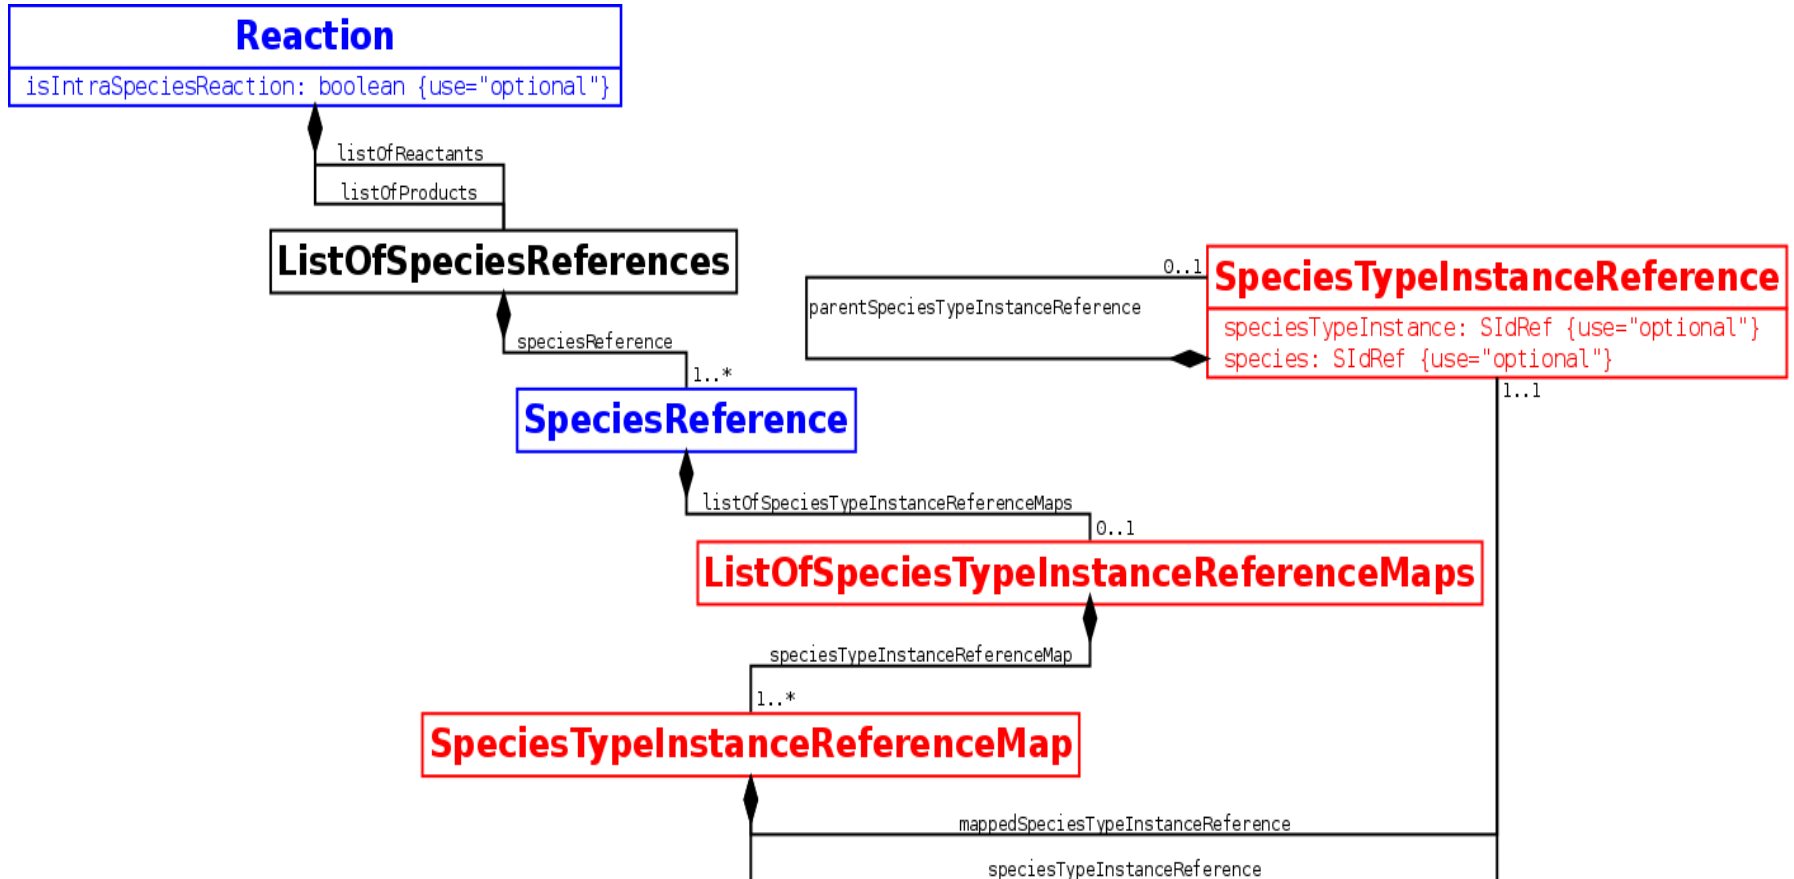 Reaction
isIntraSpeciesReaction: boolean {use="optional"}
listOfReactants
listOfProducts
ListOfSpeciesReferences
speciesReference
1..*
SpeciesReference
0..1
SpeciesTypeInstanceReference
parentSpeciesTypeInstanceReference
speciesTypeInstance: SIdRef {use="optional"}
species: SIdRef {use="optional"}
1..1
listOfSpeciesTypeInstanceReferenceMaps
0..1
ListOfSpeciesTypeInstanceReferenceMaps
speciesTypeInstanceReferenceMap
1..*
SpeciesTypeInstanceReferenceMap
mappedSpeciesTypeInstanceReference
speciesTypeInstanceReference